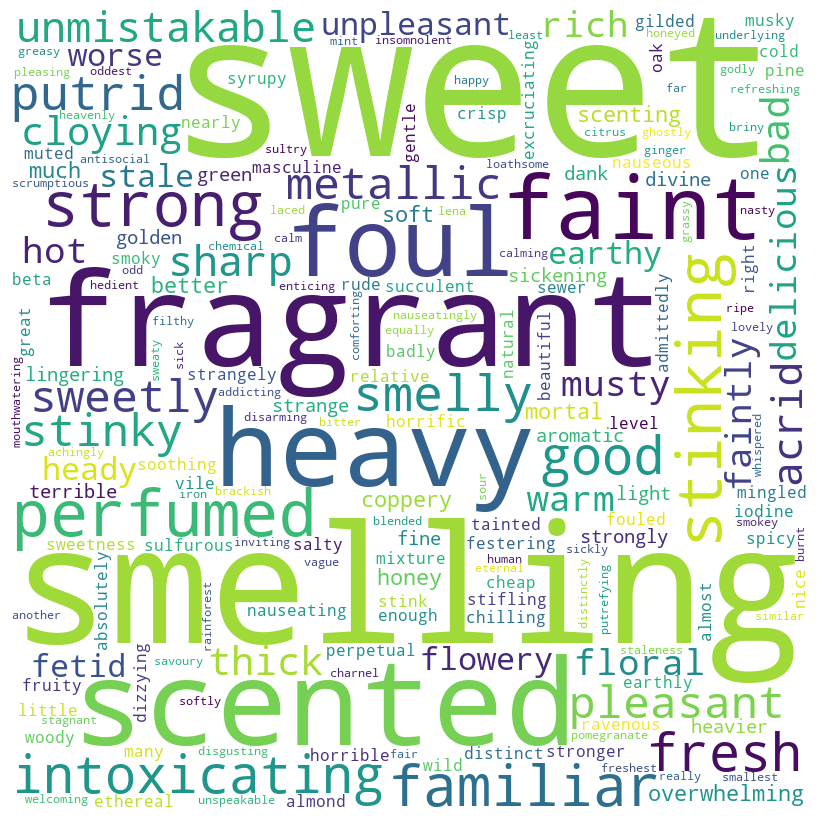 unmistakable
sweet
unpleasant
rich
gilded
musky
greasy
insomnolent
least
honeyed
underlying
worse
mint
oak
cold
pleasing
oddest
happy
far
godly
pine
putrid
syrupy
crisp
excruciating
scenting
refreshing
heavenly
nearly
gentle
citrus
ghostly
bad
cloying
sultry
briny
muted
antisocial
masculine
loathsome
ginger
nauseous
much
stale
green
metallic
dank
divine
one
scrumptious
strong
laced
pure
lena
soft
foul
faint
delicious
nasty
hot
golden
calm
earthy
grassy
smoky
chemical
sharp
calming
sickening
right
beta
better
odd
rude
succulent
sewer
admittedly
hedient
enticing
fragrant
ripe
great
filthy
comforting
nauseatingly
natural
beautiful
stinking
lovely
lingering
sweaty
sick
strangely
equally
badly
relative
musty
faintly
acrid
mouthwatering
sweetly
addicting
smelly
strange
disarming
bitter
horrific
mortal
level
stinky
heavy
good
aromatic
whispered
achingly
heady
soothing
sour
terrible
vile
iron
brackish
coppery
warm
light
mingled
perfumed
blended
tainted
festering
fouled
iodine
smokey
sweetness
sulfurous
inviting
salty
fine
strongly
spicy
burnt
vague
mixture
human
sickly
absolutely
smelling
another
rainforest
honey
eternal
cheap
distinctly
putrefying
almost
nice
similar
nauseating
stink
enough
stifling
chilling
staleness
fetid
savoury
dizzying
thick
perpetual
flowery
floral
fruity
charnel
earthly
little
softly
scented
pleasant
stagnant
ravenous
heavier
woody
pomegranate
many
disgusting
horrible
fair
wild
distinct
stronger
freshest
fresh
really
smallest
intoxicating
familiar
overwhelming
welcoming
ethereal
unspeakable
almond